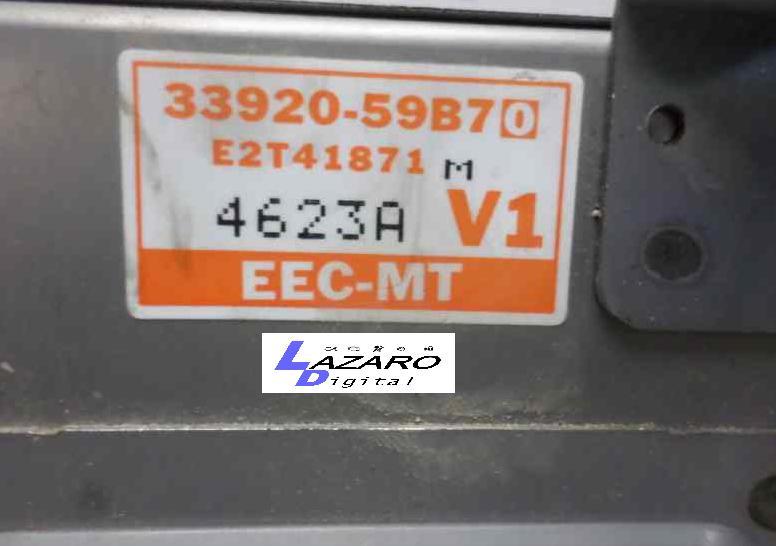 33920-59B70
E2T41871 M
4623A V1
EEC-MT
LAZARO
Digital